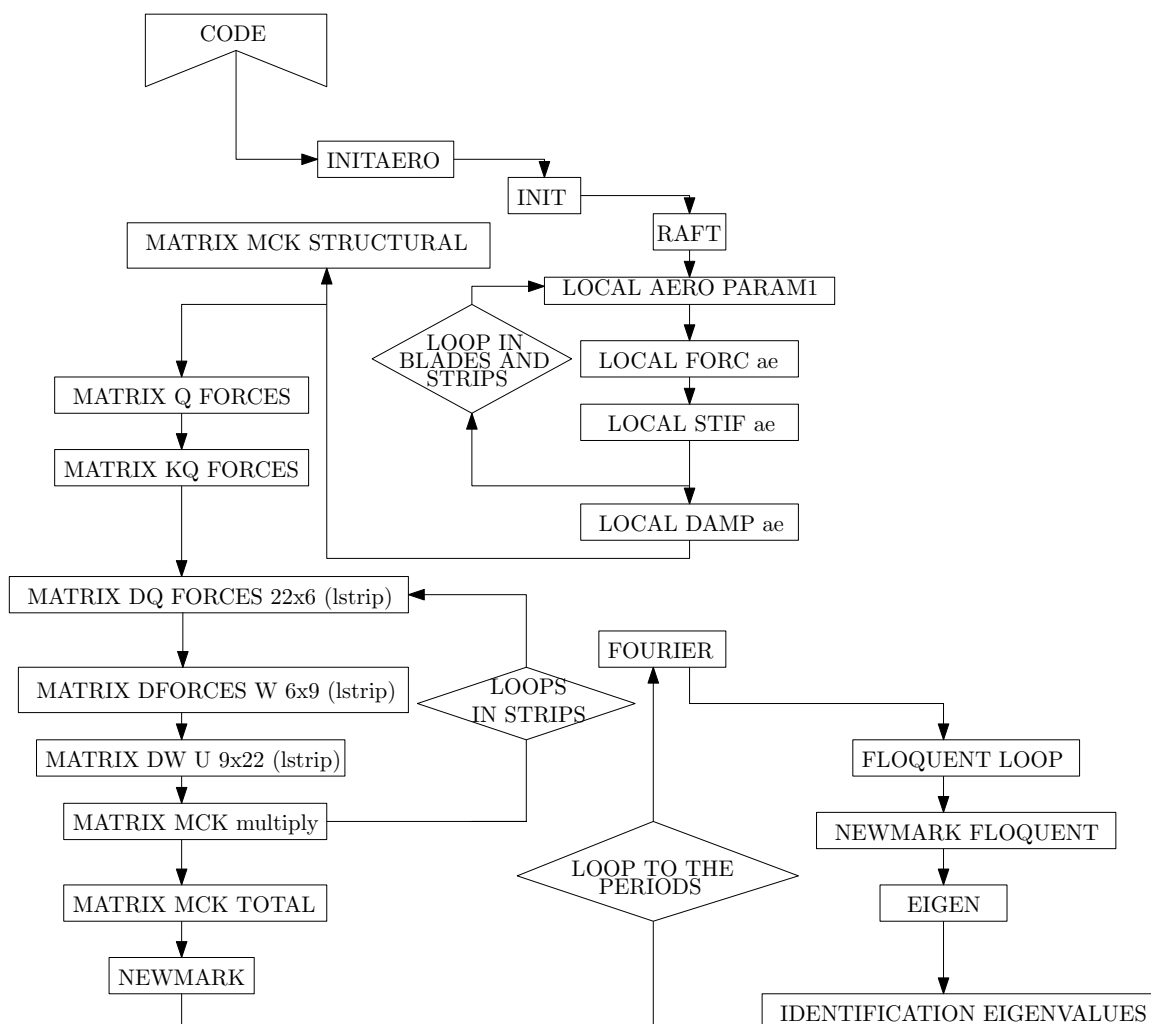 CODE
INITAERO
INIT
RAFT
MATRIX MCK STRUCTURAL
LOCAL AERO PARAM1
LOOP IN
BLADES AND
STRIPS
LOCAL FORC ae
LOCAL STIF ae
LOCAL DAMP ae
MATRIX Q FORCES
MATRIX KQ FORCES
MATRIX DQ FORCES 22x6 (lstrip)
MATRIX DFORCES W 6x9 (lstrip)
LOOPS
IN STRIPS
MATRIX DW U 9x22 (lstrip)
MATRIX MCK multiply
MATRIX MCK TOTAL
NEWMARK
FOURIER
LOOP TO THE
PERIODS
FLOQUENT LOOP
NEWMARK FLOQUENT
EIGEN
IDENTIFICATION EIGENVALUES